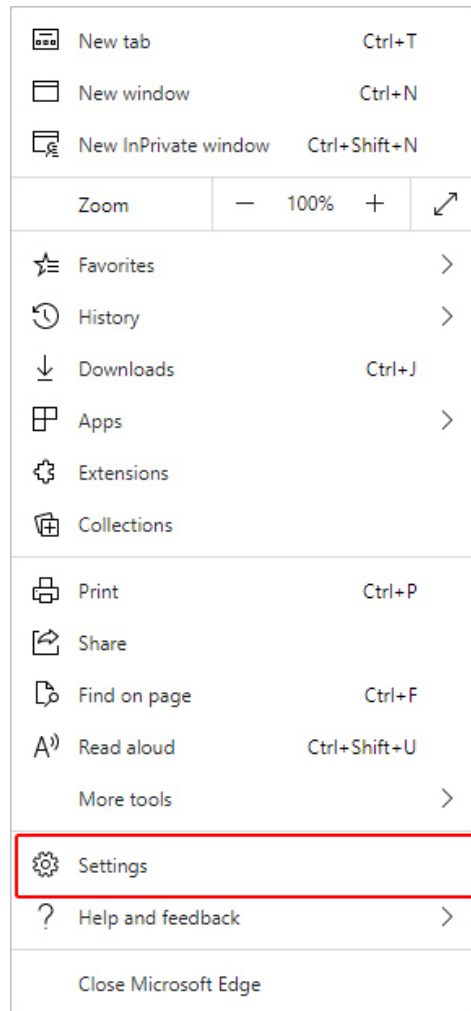 New tab Ctrl+T
New window Ctrl+N
New InPrivate window Ctrl+Shift+N
Zoom — 100% +
Favorites
History
Downloads Ctrl+J
Apps
Extensions
Collections
Print Ctrl+P
Share
Find on page Ctrl+F
Read aloud Ctrl+Shift+U
More tools
Settings
Help and feedback
Close Microsoft Edge